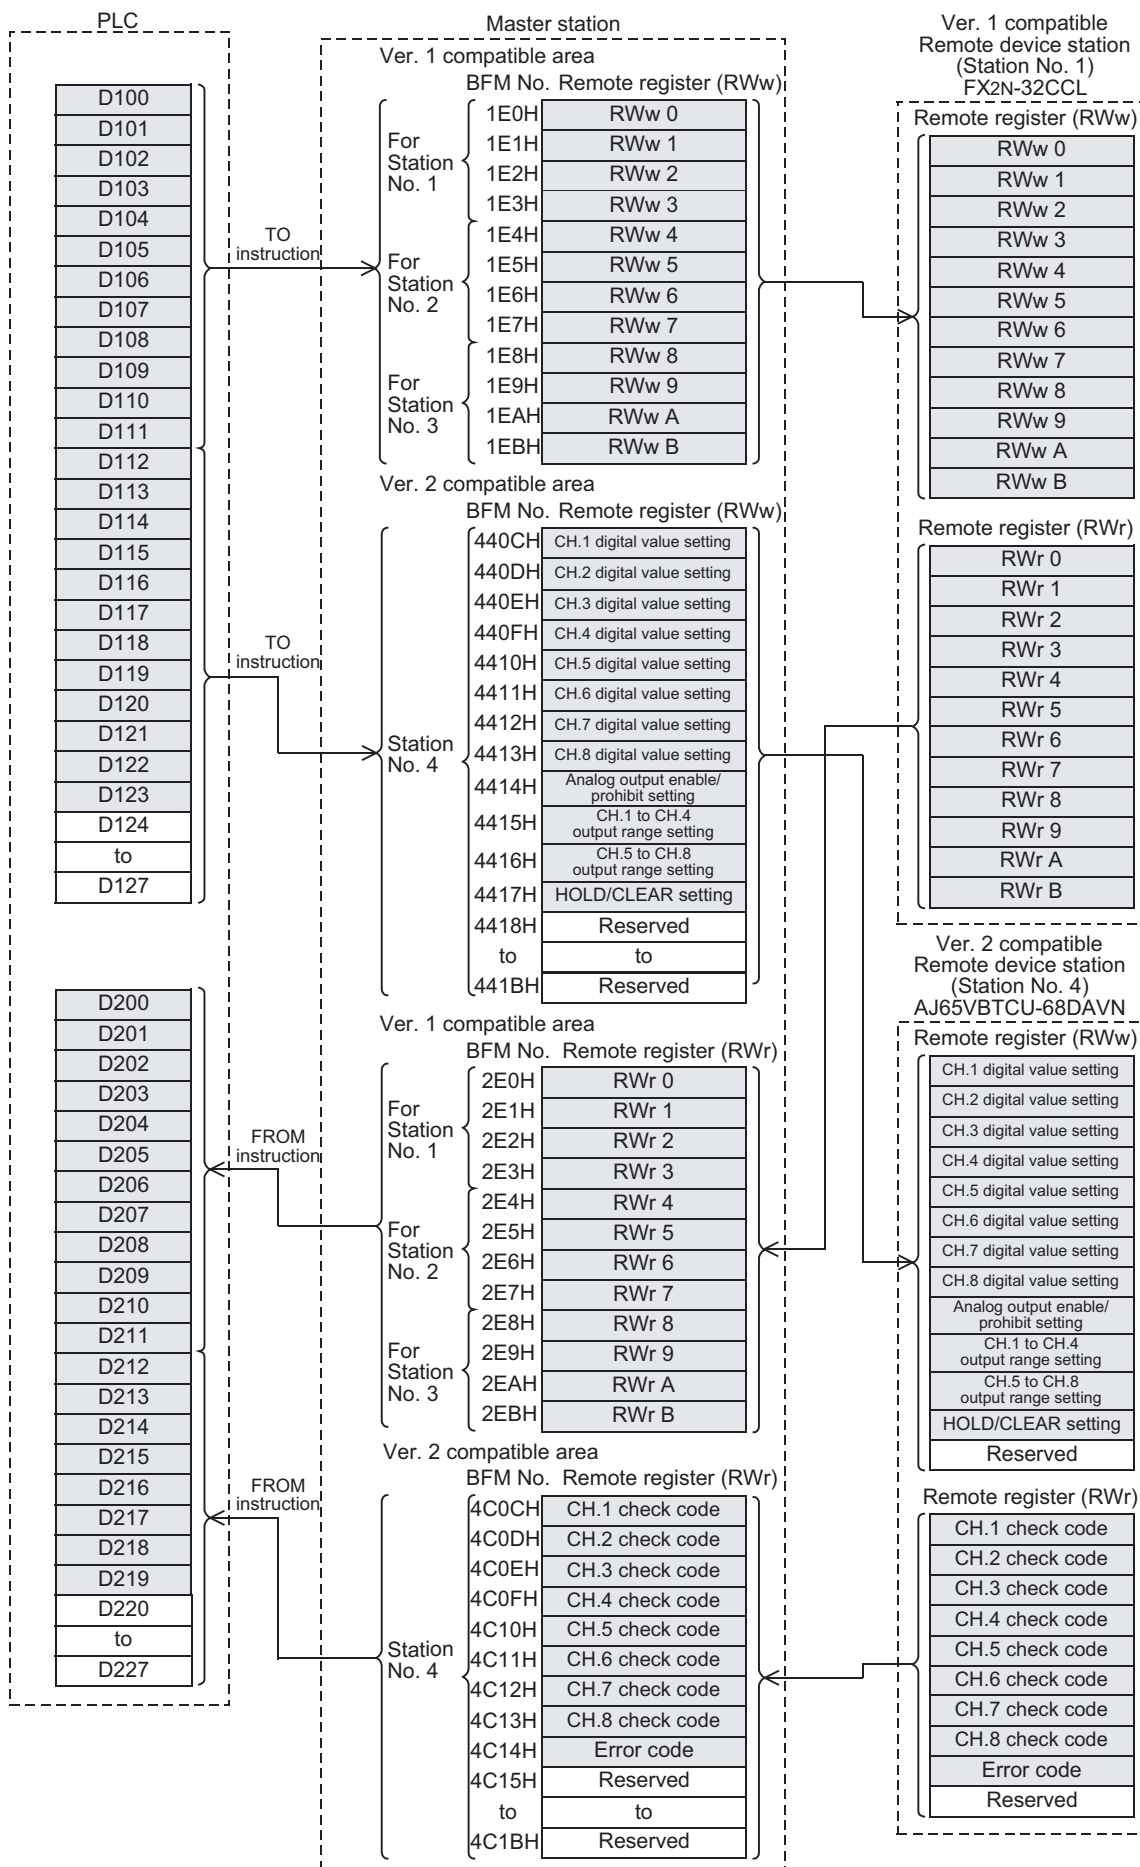 PLC
D100
D101
D102
D103
D104
D105
D106
D107
D108
D109
D110
D111
D112
D113
D114
D115
D116
D117
D118
D119
D120
D121
D122
D123
D124
to
D127
D200
D201
D202
D203
D204
D205
D206
D207
D208
D209
D210
D211
D212
D213
D214
D215
D216
D217
D218
D219
D220
to
D227
TO
instruction
TO
instruction
FROM
instruction
FROM
instruction
Master station
Ver. 1 compatible area
BFM No. Remote register (RWw)
For
Station
No. 1
1E0H RWw 0
1E1H RWw 1
1E2H RWw 2
1E3H RWw 3
For
Station
No. 2
1E4H RWw 4
1E5H RWw 5
1E6H RWw 6
1E7H RWw 7
For
Station
No. 3
1E8H RWw 8
1E9H RWw 9
1EAH RWw A
1EBH RWw B
Ver. 2 compatible area
BFM No. Remote register (RWw)
Station
No. 4
440CH CH.1 digital value setting
440DH CH.2 digital value setting
440EH CH.3 digital value setting
440FH CH.4 digital value setting
4410H CH.5 digital value setting
4411H CH.6 digital value setting
4412H CH.7 digital value setting
4413H CH.8 digital value setting
4414H Analog output enable/
prohibit setting
4415H CH.1 to CH.4
output range setting
4416H CH.5 to CH.8
output range setting
4417H HOLD/CLEAR setting
4418H Reserved
to to
441BH Reserved
Ver. 1 compatible area
BFM No. Remote register (RWr)
For
Station
No. 1
2E0H RWr 0
2E1H RWr 1
2E2H RWr 2
2E3H RWr 3
For
Station
No. 2
2E4H RWr 4
2E5H RWr 5
2E6H RWr 6
2E7H RWr 7
For
Station
No. 3
2E8H RWr 8
2E9H RWr 9
2EAH RWr A
2EBH RWr B
Ver. 2 compatible area
BFM No. Remote register (RWr)
Station
No. 4
4C0CH CH.1 check code
4C0DH CH.2 check code
4C0EH CH.3 check code
4C0FH CH.4 check code
4C10H CH.5 check code
4C11H CH.6 check code
4C12H CH.7 check code
4C13H CH.8 check code
4C14H Error code
4C15H Reserved
to to
4C1BH Reserved
Ver. 1 compatible
Remote device station
(Station No. 1)
FX2N-32CCL
Remote register (RWw)
RWw 0
RWw 1
RWw 2
RWw 3
RWw 4
RWw 5
RWw 6
RWw 7
RWw 8
RWw 9
RWw A
RWw B
Remote register (RWr)
RWr 0
RWr 1
RWr 2
RWr 3
RWr 4
RWr 5
RWr 6
RWr 7
RWr 8
RWr 9
RWr A
RWr B
Ver. 2 compatible
Remote device station
(Station No. 4)
AJ65VBTCU-68DAVN
Remote register (RWw)
CH.1 digital value setting
CH.2 digital value setting
CH.3 digital value setting
CH.4 digital value setting
CH.5 digital value setting
CH.6 digital value setting
CH.7 digital value setting
CH.8 digital value setting
Analog output enable/
prohibit setting
CH.1 to CH.4
output range setting
CH.5 to CH.8
output range setting
HOLD/CLEAR setting
Reserved
Remote register (RWr)
CH.1 check code
CH.2 check code
CH.3 check code
CH.4 check code
CH.5 check code
CH.6 check code
CH.7 check code
CH.8 check code
Error code
Reserved